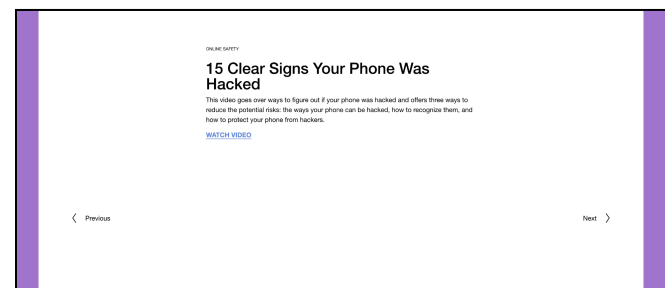 ONLINE SAFETY
15 Clear Signs Your Phone Was
Hacked
This video goes over ways to figure out if your phone was hacked and offers three ways to
reduce the potential risks: the ways your phone can be hacked, how to recognize them, and
how to protect your phone from hackers.
WATCH VIDEO
Previous
Next